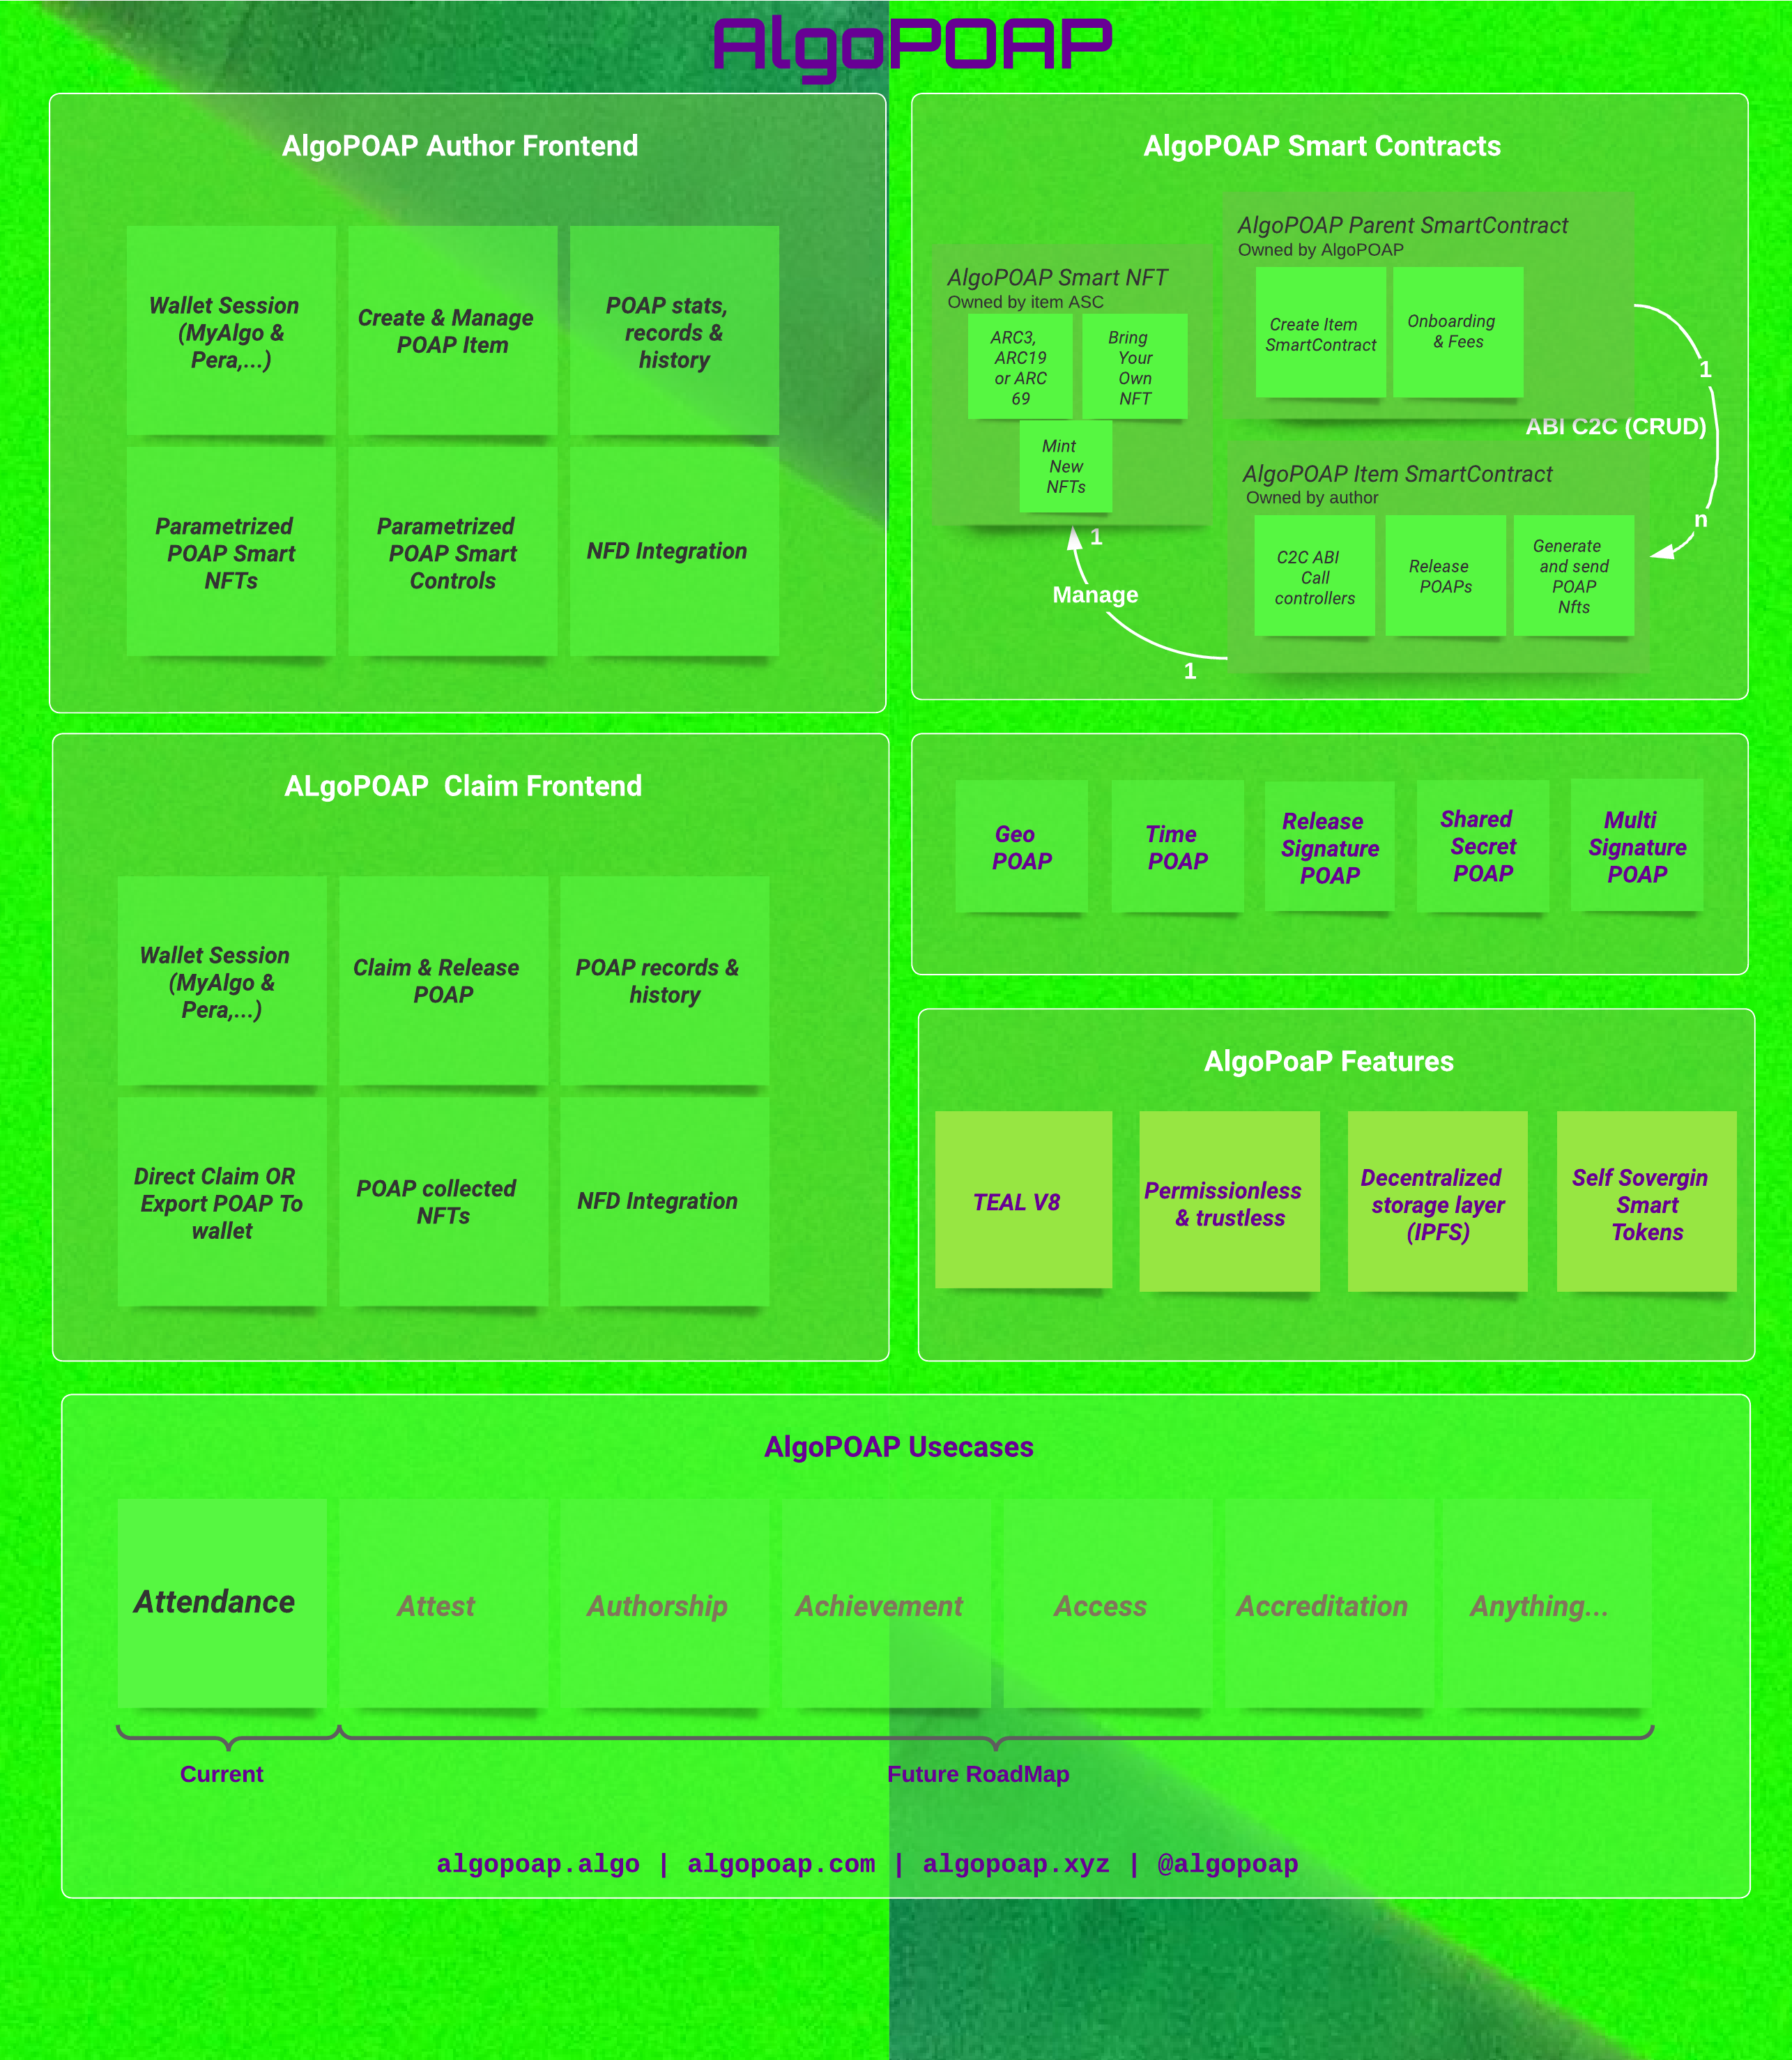 AlgoPOAP
AlgoPOAP Author Frontend
Wallet Session
(MyAlgo &
Pera,...)
Create & Manage
POAP Item
POAP stats,
records &
history
Parametrized
POAP Smart
NFTs
Parametrized
POAP Smart
Controls
NFD Integration
AlgoPOAP Smart Contracts
AlgoPOAP Parent SmartContract
Owned by AlgoPOAP
Create Item
SmartContract
Onboarding
& Fees
AlgoPOAP Smart NFT
Owned by item ASC
ARC3,
ARC19
or ARC
69
Bring
Your
Own
NFT
Mint
New
NFTs
1
ABI C2C (CRUD)
n
AlgoPOAP Item SmartContract
Owned by author
C2C ABI
Call
controllers
Release
POAPs
Generate
and send
POAP
Nfts
1
Manage
1
ALgoPOAP  Claim Frontend
Wallet Session
(MyAlgo &
Pera,...)
Claim & Release
POAP
POAP records &
history
Direct Claim OR
Export POAP To
wallet
POAP collected
NFTs
NFD Integration
Geo
POAP
Time
POAP
Release
Signature
POAP
Shared
Secret
POAP
Multi
Signature
POAP
AlgoPoaP Features
TEAL V8
Permissionless
& trustless
Decentralized
storage layer
(IPFS)
Self Sovergin
Smart
Tokens
AlgoPOAP Usecases
Attendance
Attest
Authorship
Achievement
Access
Accreditation
Anything...
Current
Future RoadMap
algopoap.algo | algopoap.com | algopoap.xyz | @algopoap